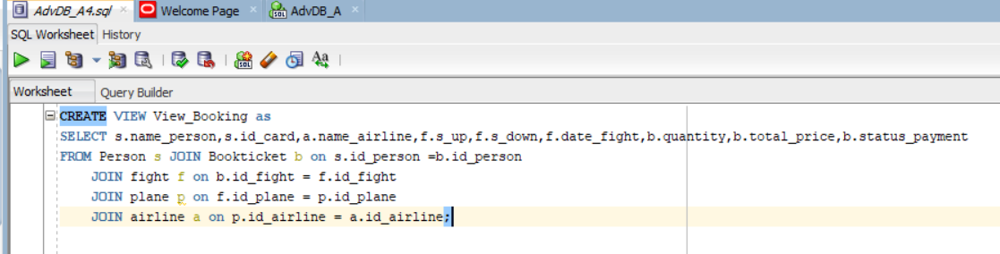 AdvDB_A4.sql × Welcome Page × AdvDB_A ×
SQL Worksheet History
Worksheet Query Builder
CREATE VIEW View_Booking as
SELECT s.name_person,s.id_card,a.name_airline,f.s_up,f.s_down,f.date_fight,b.quantity,b.total_price,b.status_payment
FROM Person s JOIN Bookticket b on s.id_person =b.id_person
JOIN fight f on b.id_fight = f.id_fight
JOIN plane p on f.id_plane = p.id_plane
JOIN airline a on p.id_airline = a.id_airline;